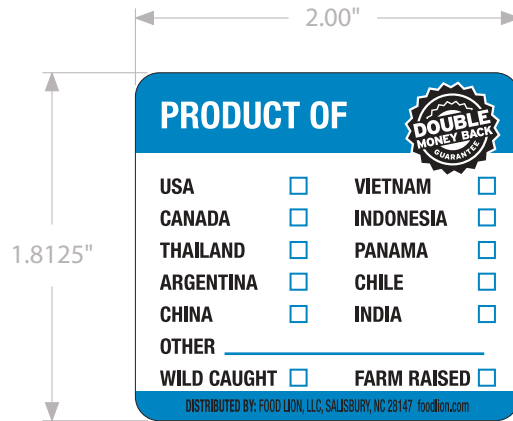 2.00"
1.8125"
PRODUCT OF
DOUBLE
MONEY BACK
GUARANTEE
USA VIETNAM
CANADA INDONESIA
THAILAND PANAMA
ARGENTINA CHILE
CHINA INDIA
OTHER
WILD CAUGHT FARM RAISED
DISTRIBUTED BY: FOOD LION, LLC, SALISBURY, NC 28147 foodlion.com